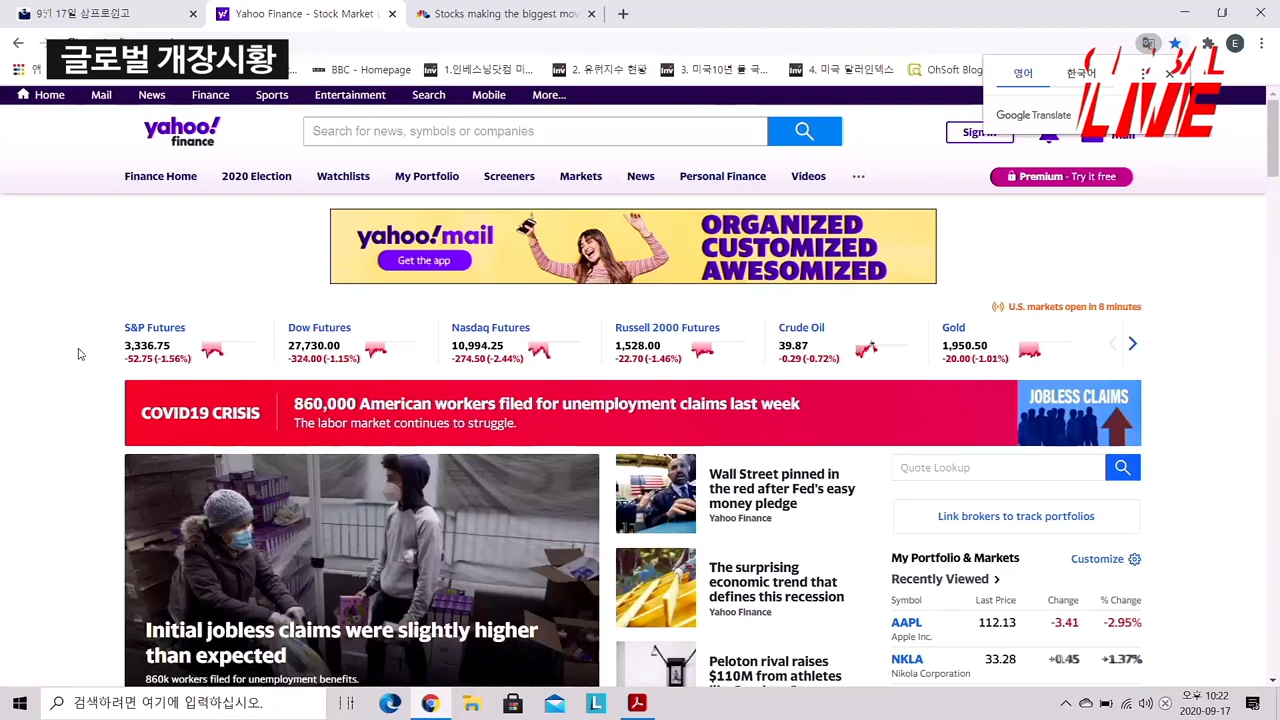 9월 17일 삼프로윈고
Yahoo Finance - Stock Market L
Stocks making the biggest mov
글로벌 개장시황
BBC - Homepage
1.인베스팅닷컴 미...
2. 유럽지수 현황
3. 미국10년 물 국...
4. 미국 달러인덱스
OhSoft Blog
영어
한국어
Google Translate
GLOBAL
LIVE
Home
Mail
News
Finance
Sports
Entertainment
Search
Mobile
More...
yahoo!
finance
Search for news, symbols or companies
Sign in
Mail
Finance Home
2020 Election
Watchlists
My Portfolio
Screeners
Markets
News
Personal Finance
Videos
...
Premium - Try it free
yahoo!mail
Get the app
ORGANIZED
CUSTOMIZED
AWESOMIZED
U.S. markets open in 8 minutes
S&P Futures
3,336.75
-52.75 (-1.56%)
Dow Futures
27,730.00
-324.00 (-1.15%)
Nasdaq Futures
10,994.25
-274.50 (-2.44%)
Russell 2000 Futures
1,528.00
-22.70 (-1.46%)
Crude Oil
39.87
-0.29 (-0.72%)
Gold
1,950.50
-20.00 (-1.01%)
COVID19 CRISIS
860,000 American workers filed for unemployment claims last week
The labor market continues to struggle.
JOBLESS CLAIMS
Initial jobless claims were slightly higher
than expected
860k workers filed for unemployment benefits.
Wall Street pinned in
the red after Fed's easy
money pledge
Yahoo Finance
The surprising
economic trend that
defines this recession
Yahoo Finance
Peloton rival raises
$110M from athletes
Quote Lookup
Link brokers to track portfolios
My Portfolio & Markets
Customize
Recently Viewed
Symbol Last Price Change % Change
AAPL 112.13 -3.41 -2.95%
Apple Inc.
NKLA 33.28 +0.45 +1.37%
Nikola Corporation
검색하려면 여기에 입력하십시오.
오후 10:22
2020-09-17